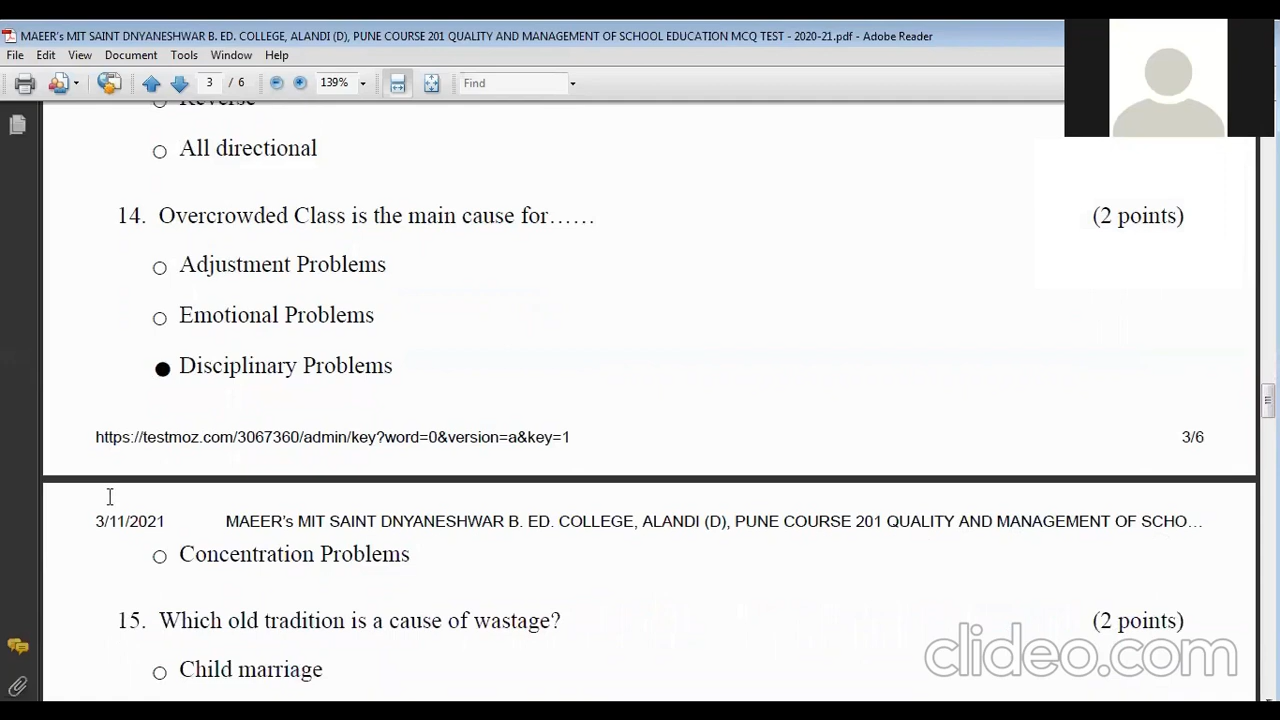 MAEER's MIT SAINT DNYANESHWAR B. ED. COLLEGE, ALANDI (D), PUNE COURSE 201 QUALITY AND MANAGEMENT OF SCHOOL EDUCATION MCQ TEST - 2020-21.pdf - Adobe Reader
File Edit View Document Tools Window Help
3 / 6 139% Find
Reverse
All directional
14. Overcrowded Class is the main cause for…… (2 points)
Adjustment Problems
Emotional Problems
Disciplinary Problems
https://testmoz.com/3067360/admin/key?word=0&version=a&key=1 3/6
3/11/2021 MAEER's MIT SAINT DNYANESHWAR B. ED. COLLEGE, ALANDI (D), PUNE COURSE 201 QUALITY AND MANAGEMENT OF SCHO…
Concentration Problems
15. Which old tradition is a cause of wastage? (2 points)
Child marriage
clideo.com